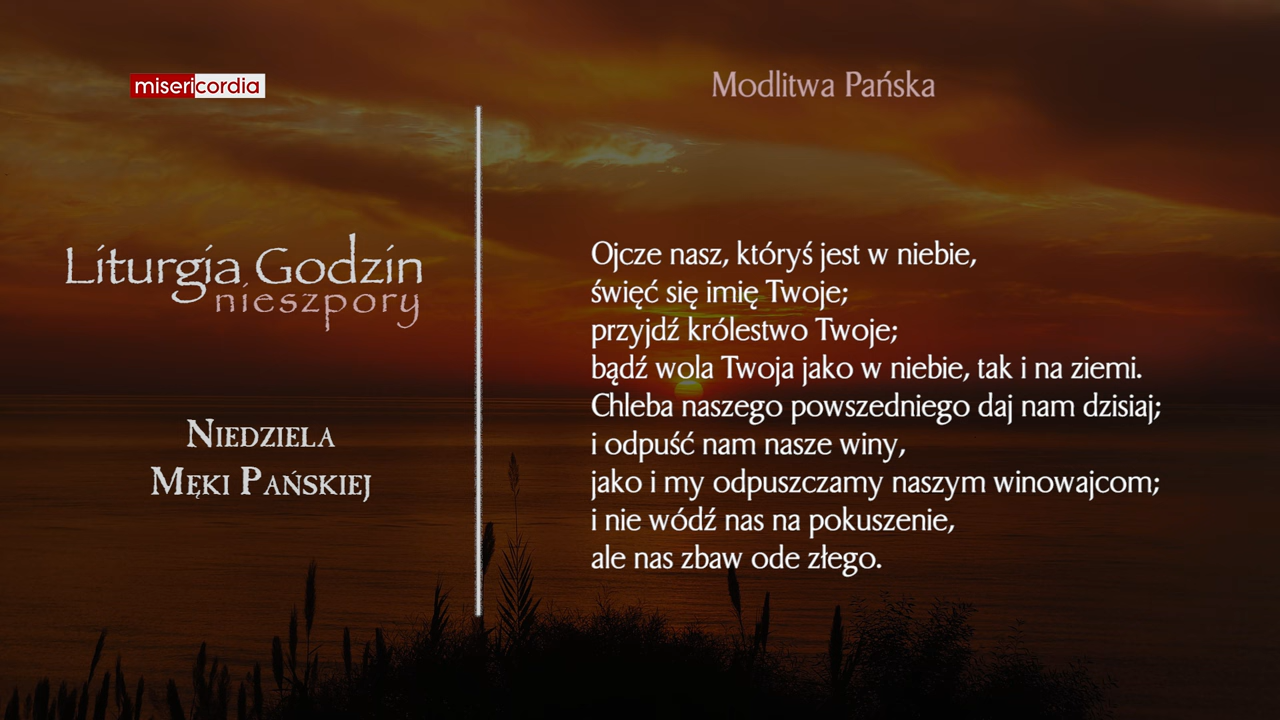 misericordia
Liturgia Godzin
nieszpory
Niedziela
Męki Pańskiej
Modlitwa Pańska
Ojcze nasz, któryś jest w niebie,
święć się imię Twoje;
przyjdź królestwo Twoje;
bądź wola Twoja jako w niebie, tak i na ziemi.
Chleba naszego powszedniego daj nam dzisiaj;
i odpuść nam nasze winy,
jako i my odpuszczamy naszym winowajcom;
i nie wódź nas na pokuszenie,
ale nas zbaw ode złego.